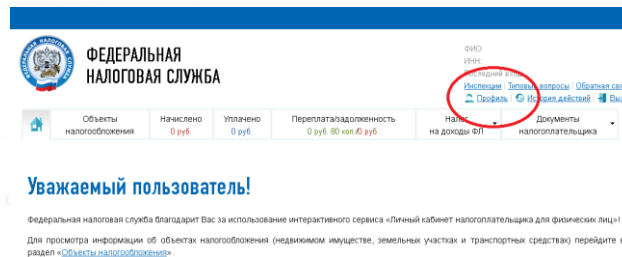 ФЕДЕРАЛЬНАЯ
НАЛОГОВАЯ СЛУЖБА
ФИО:
ИНН:
Последний вход
Инспекции | Типовые вопросы | Обратная свя
Профиль | История действий | Вы
Объекты налогообложения
Начислено
0 руб.
Уплачено
0 руб.
Переплата/задолженность
0 руб. 80 коп./0 руб.
Налог
на доходы ФЛ
Документы
налогоплательщика
Уважаемый пользователь!
Федеральная налоговая служба благодарит Вас за использование интерактивного сервиса «Личный кабинет налогоплательщика для физических лиц»!
Для просмотра информации об объектах налогообложения (недвижимом имуществе, земельных участках и транспортных средствах) перейдите в
раздел «Объекты налогообложения».